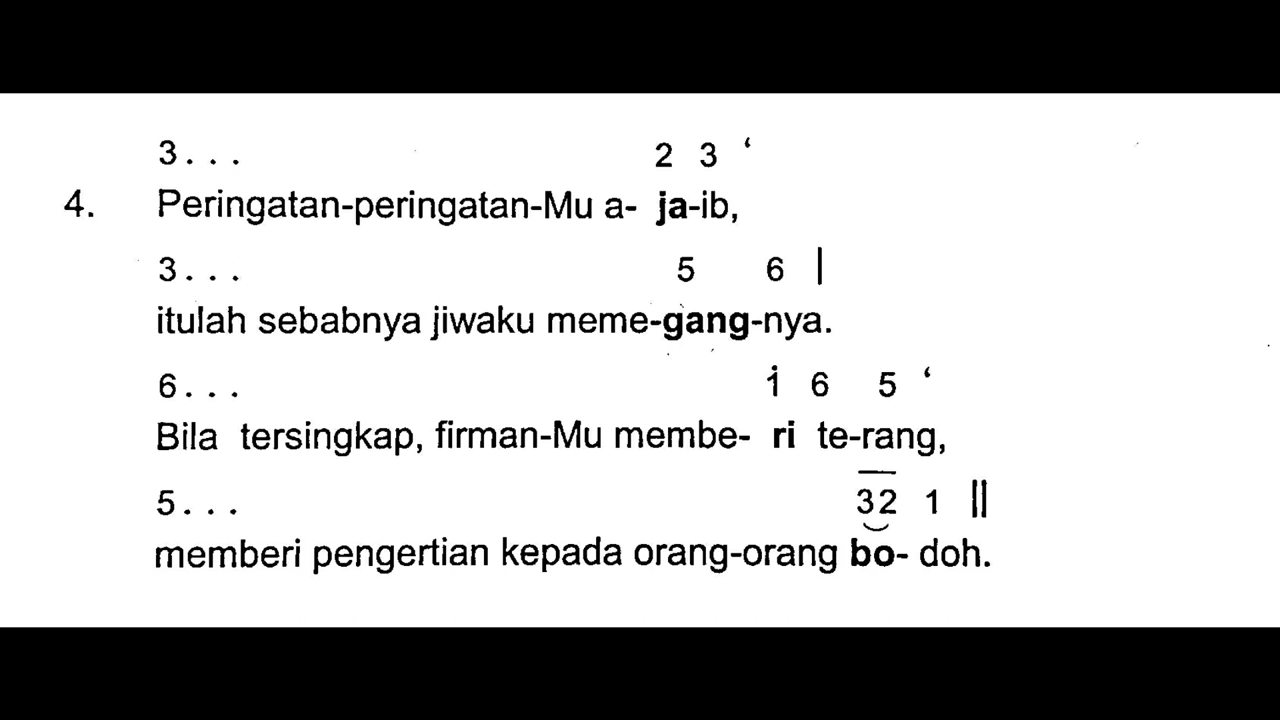 3 . . . 2 3 ‘
4. Peringatan-peringatan-Mu a- ja-ib,
3 . . . 5 6 |
itulah sebabnya jiwaku meme-gang-nya.
6 . . . i 6 5 ‘
Bila tersingkap, firman-Mu membe- ri te-rang,
5 . . . 32 1 ||
memberi pengertian kepada orang-orang bo- doh.